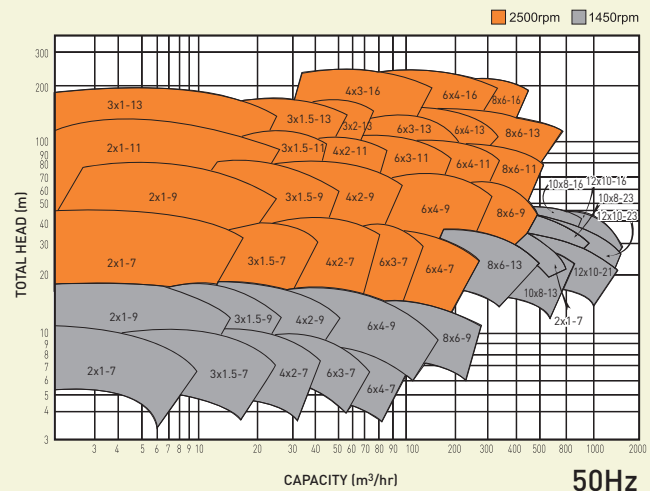 2500rpm 1450rpm
TOTAL HEAD (m)
300
200
100
90
80
70
60
50
40
30
20
10
9
8
7
6
5
4
3
4x3-16 6x4-16 8x6-16
3x1-13 3x1.5-13 3x2-13 6x3-13 6x4-13 8x6-13
2x1-11 3x1.5-11 4x2-11 6x3-11 6x4-11 8x6-11
10x8-16 12x10-16
10x8-23
12x10-23
2x1-9 3x1.5-9 4x2-9 6x4-9 8x6-9
2x1-7 3x1.5-7 4x2-7 6x3-7 6x4-7 8x6-13 10x8-13 12x10-21
2x1-7
2x1-9 3x1.5-9 4x2-9 6x4-9 8x6-9
2x1-7 3x1.5-7 4x2-7 6x3-7 6x4-7
3 4 5 6 7 8 9 10 20 30 40 50 60 70 80 90 100 200 300 400 500 600 800 1000 2000
CAPACITY (m³/hr)
50Hz